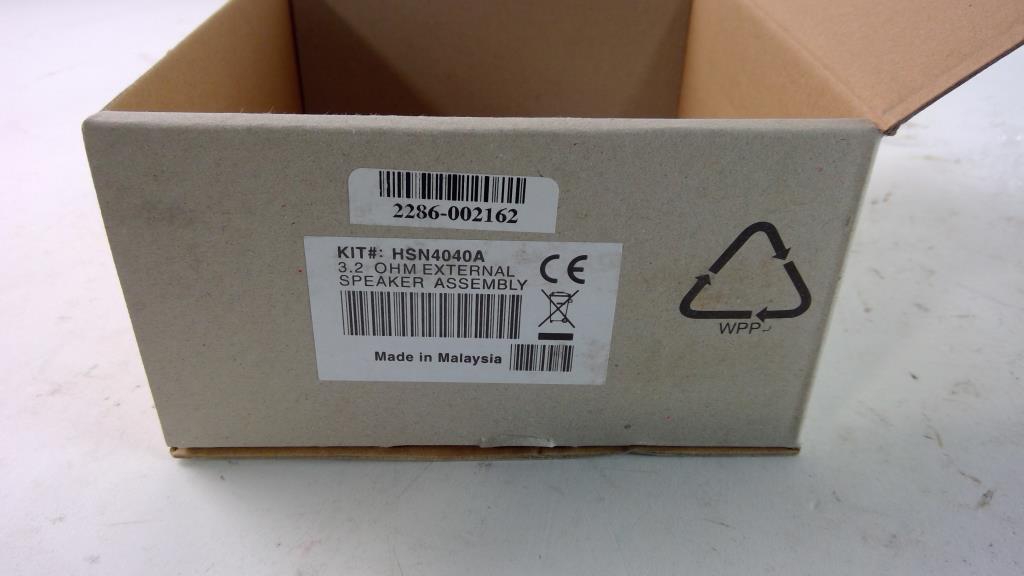 2286-002162
KIT#: HSN4040A
3.2 OHM EXTERNAL
SPEAKER ASSEMBLY
CE
Made in Malaysia
WPP